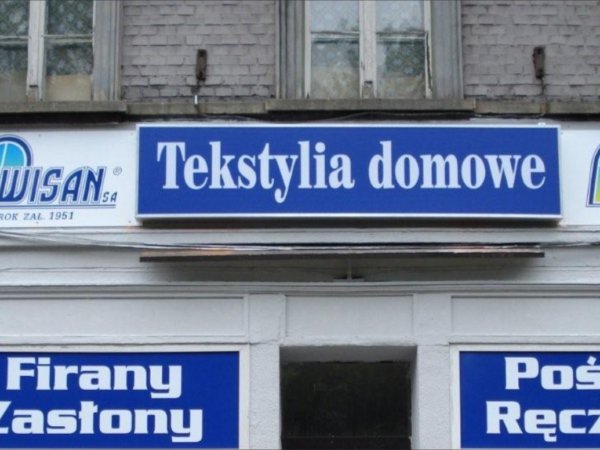 WISAN® SA
ROK ZAŁ. 1951
Tekstylia domowe
Firany
Zasłony